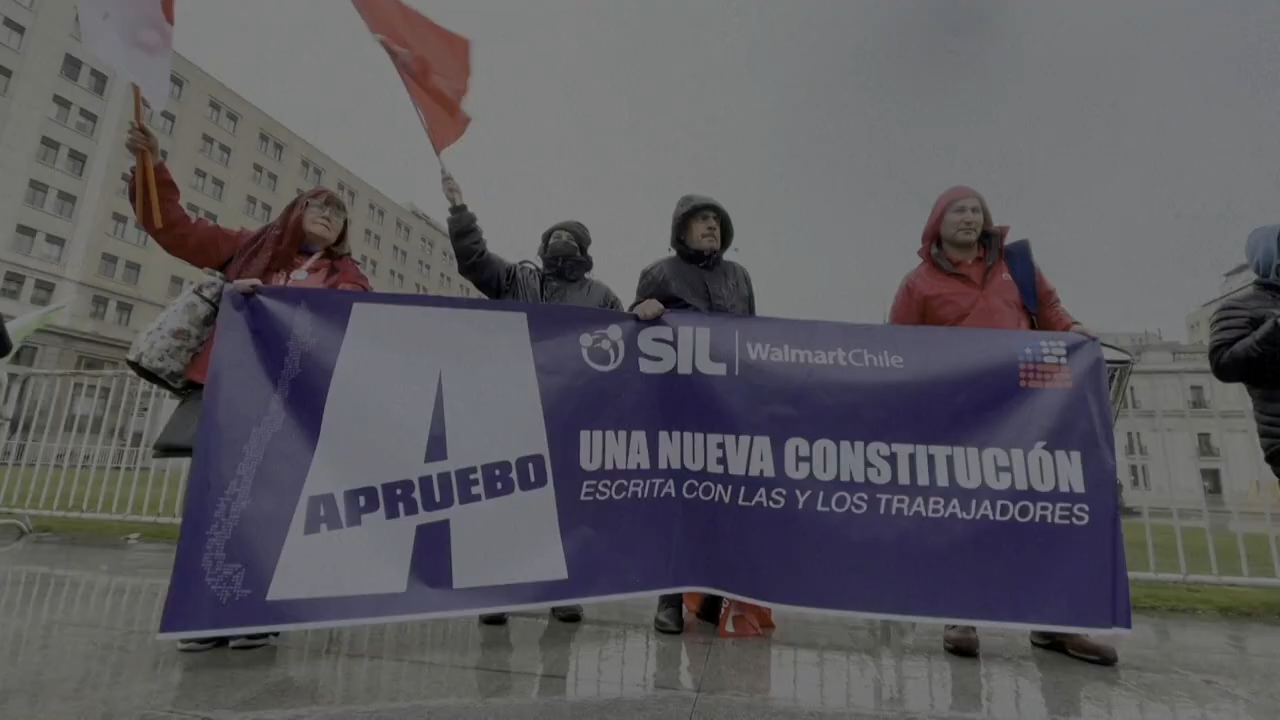 SIL WalmartChile
APRUEBO
UNA NUEVA CONSTITUCIÓN
ESCRITA CON LAS Y LOS TRABAJADORES